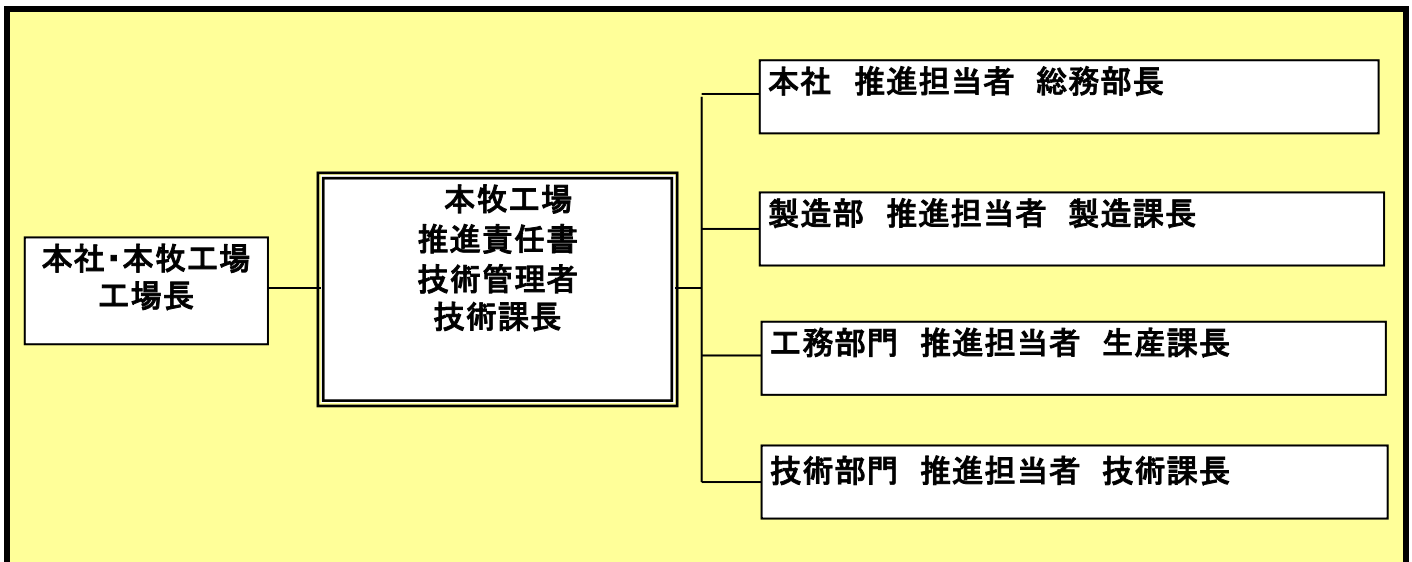 本社・本牧工場
工場長
本牧工場
推進責任書
技術管理者
技術課長
本社　推進担当者　総務部長
製造部　推進担当者　製造課長
工務部門　推進担当者　生産課長
技術部門　推進担当者　技術課長